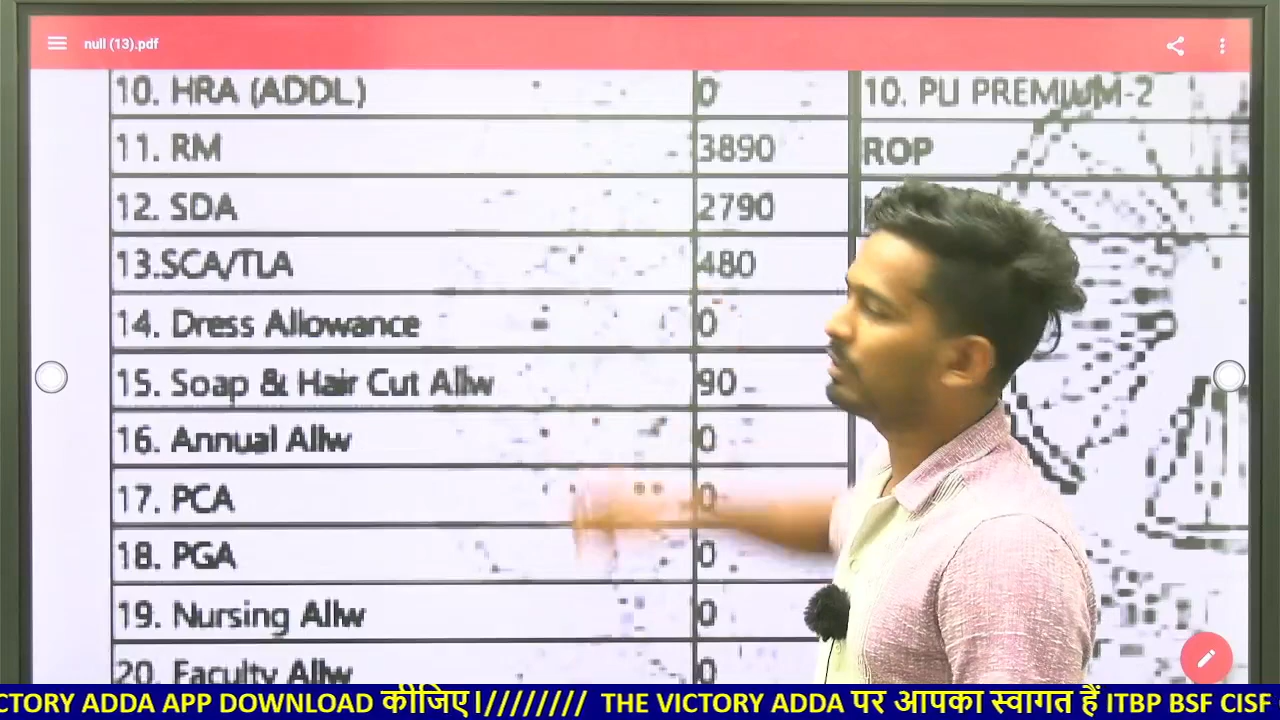 null (13).pdf
10. HRA (ADDL) 0 10. PU PREMIUM-2
11. RM 3890 ROP
12. SDA 2790
13.SCA/TLA 480
14. Dress Allowance 0
15. Soap & Hair Cut Allw 90
16. Annual Allw 0
17. PCA 0
18. PGA 0
19. Nursing Allw 0
20. Faculty Allw 0
CTORY ADDA APP DOWNLOAD कीजिए।//////// THE VICTORY ADDA पर आपका स्वागत हैं ITBP BSF CISF